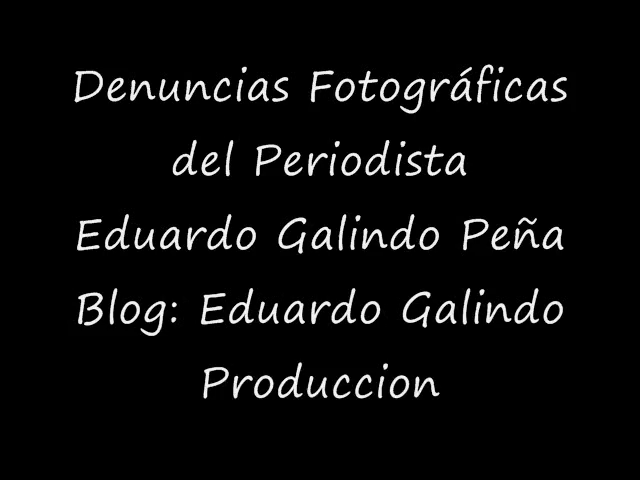 Denuncias Fotográficas
del Periodista
Eduardo Galindo Peña
Blog: Eduardo Galindo
Produccion